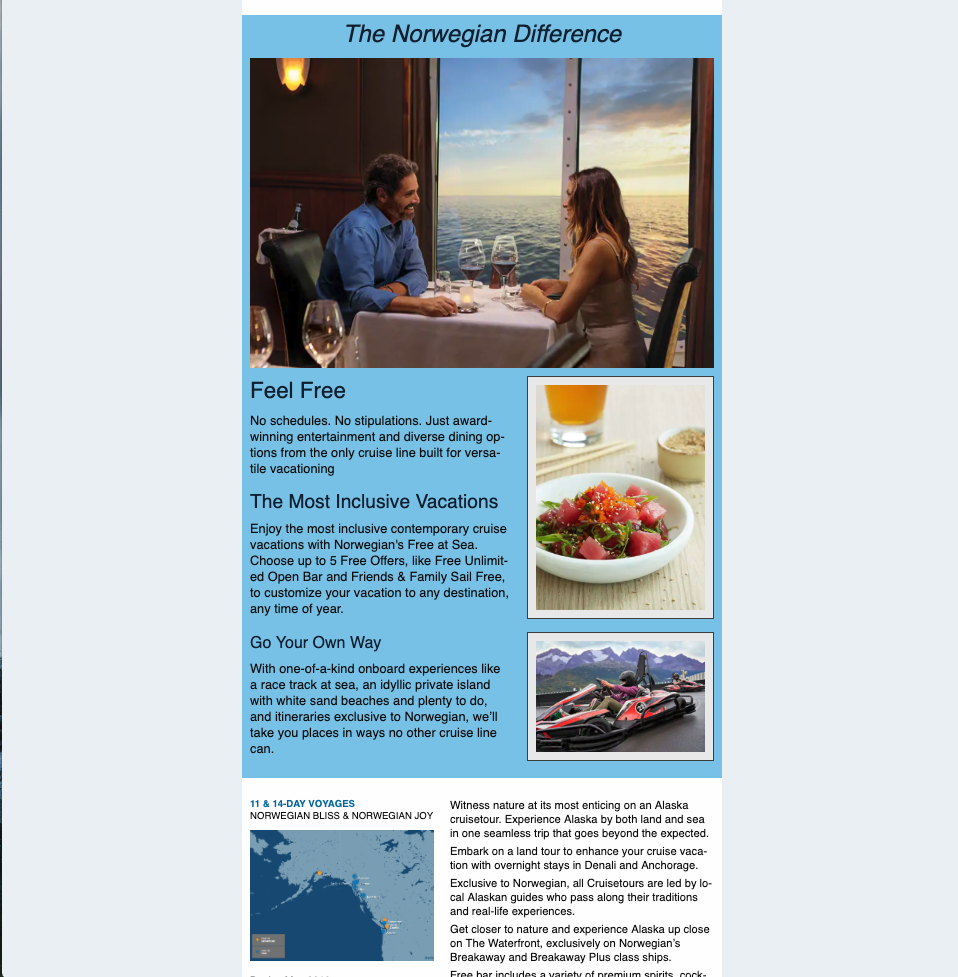 The Norwegian Difference
Feel Free
No schedules. No stipulations. Just award-
winning entertainment and diverse dining op-
tions from the only cruise line built for versa-
tile vacationing
The Most Inclusive Vacations
Enjoy the most inclusive contemporary cruise
vacations with Norwegian’s Free at Sea.
Choose up to 5 Free Offers, like Free Unlimit-
ed Open Bar and Friends & Family Sail Free,
to customize your vacation to any destination,
any time of year.
Go Your Own Way
With one-of-a-kind onboard experiences like
a race track at sea, an idyllic private island
with white sand beaches and plenty to do,
and itineraries exclusive to Norwegian, we’ll
take you places in ways no other cruise line
can.
11 & 14-DAY VOYAGES
NORWEGIAN BLISS & NORWEGIAN JOY
Witness nature at its most enticing on an Alaska
cruisetour. Experience Alaska by both land and sea
in one seamless trip that goes beyond the expected.
Embark on a land tour to enhance your cruise vaca-
tion with overnight stays in Denali and Anchorage.
Exclusive to Norwegian, all Cruisetours are led by lo-
cal Alaskan guides who pass along their traditions
and real-life experiences.
Get closer to nature and experience Alaska up close
on The Waterfront, exclusively on Norwegian’s
Breakaway and Breakaway Plus class ships.
Free bar includes a variety of premium spirits, cock-